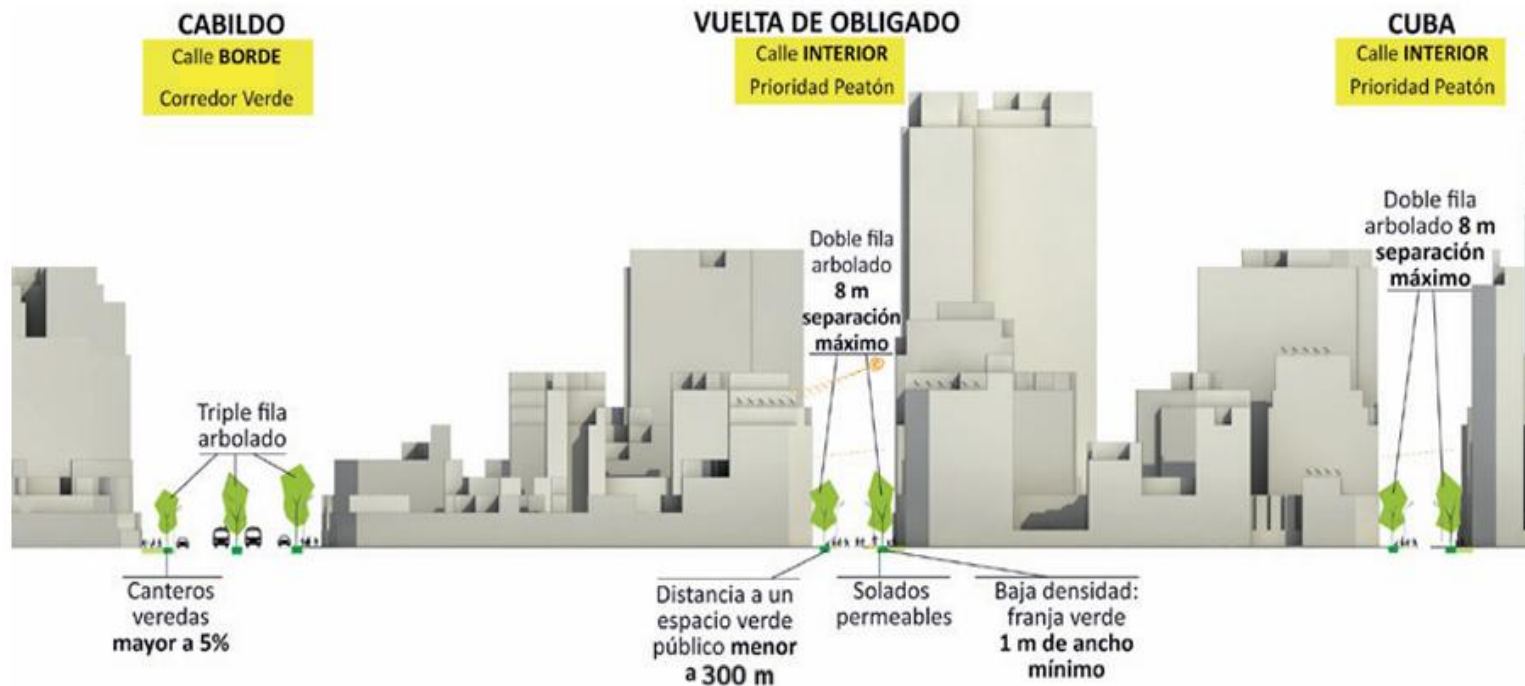 CABILDO
Calle BORDE
Corredor Verde
VUELTA DE OBLIGADO
Calle INTERIOR
Prioridad Peatón
CUBA
Calle INTERIOR
Prioridad Peatón
Triple fila
arbolado
Doble fila
arbolado
8 m
separación
máximo
Doble fila
arbolado 8 m
separación
máximo
Canteros
veredas
mayor a 5%
Distancia a un
espacio verde
público menor
a 300 m
Solados
permeables
Baja densidad:
franja verde
1 m de ancho
mínimo